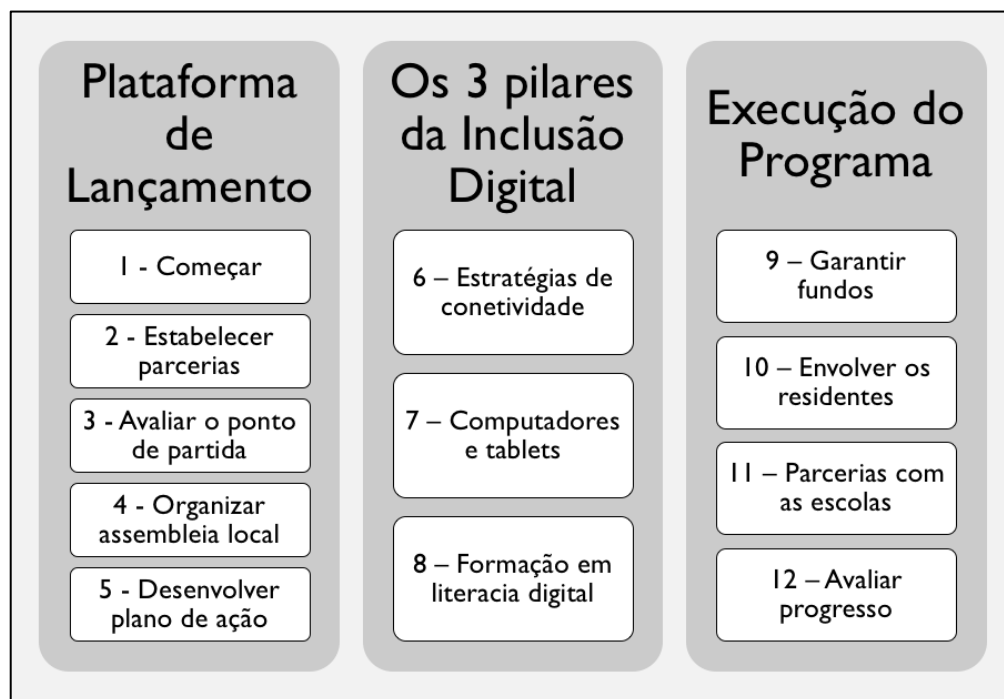 Plataforma
de
Lançamento
1 - Começar
2 - Estabelecer
parcerias
3 - Avaliar o ponto
de partida
4 - Organizar
assembleia local
5 - Desenvolver
plano de ação
Os 3 pilares
da Inclusão
Digital
6 – Estratégias de
conetividade
7 – Computadores
e tablets
8 – Formação em
literacia digital
Execução do
Programa
9 – Garantir
fundos
10 – Envolver os
residentes
11 – Parcerias com
as escolas
12 – Avaliar
progresso